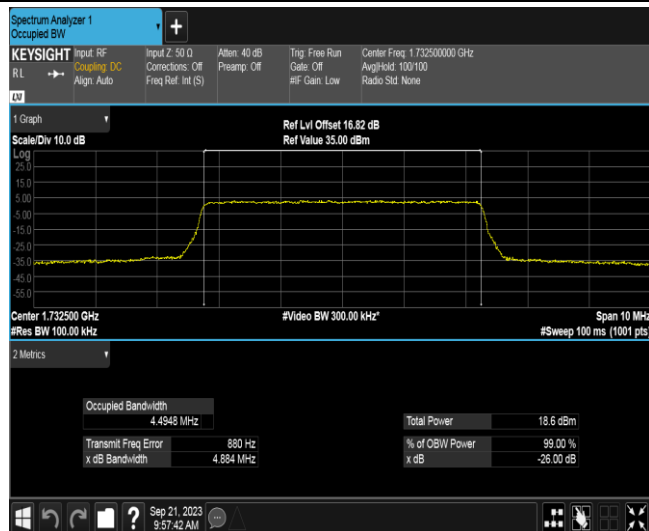 Spectrum Analyzer 1
Occupied BW
+
KEYSIGHT
RL
Input: RF
Coupling: DC
Align: Auto
Input Z: 50 Ω
Corrections: Off
Freq Ref: Int (S)
Atten: 40 dB
Preamp: Off
Trig: Free Run
Gate: Off
#IF Gain: Low
Center Freq: 1.732500000 GHz
Avg|Hold: 100/100
Radio Std: None
1 Graph
Scale/Div 10.0 dB
Ref Lvl Offset 16.82 dB
Ref Value 35.00 dBm
Log
25.0
15.0
5.00
-5.00
-15.0
-25.0
-35.0
-45.0
-55.0
Center 1.732500 GHz
#Video BW 300.00 kHz*
Span 10 MHz
#Res BW 100.00 kHz
#Sweep 100 ms (1001 pts)
2 Metrics
Occupied Bandwidth
4.4948 MHz
Total Power 18.6 dBm
Transmit Freq Error 880 Hz
% of OBW Power 99.00 %
x dB Bandwidth 4.884 MHz
x dB -26.00 dB
?
Sep 21, 2023
9:57:42 AM